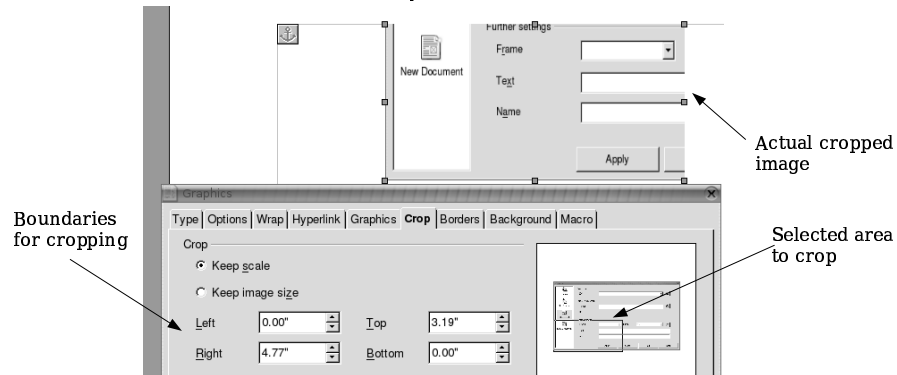 Further settings
Frame
New Document
Text
Name
Actual cropped
image
Apply
Graphics
Boundaries
for cropping
Type Options Wrap Hyperlink Graphics Crop Borders Background Macro
Selected area
to crop
Crop
Keep scale
Keep image size
Left 0.00" Top 3.19"
Right 4.77" Bottom 0.00"